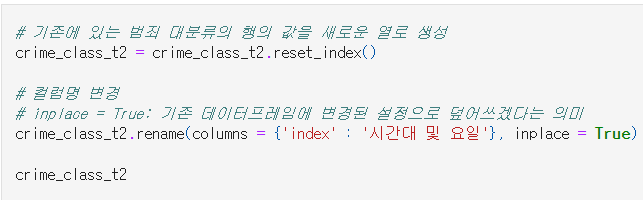 # 기존에 있는 범죄 대분류의 행의 값을 새로운 열로 생성
crime_class_t2 = crime_class_t2.reset_index()
# 컬럼명 변경
# inplace = True: 기존 데이터프레임에 변경된 설정으로 덮어쓰겠다는 의미
crime_class_t2.rename(columns = {'index' : '시간대 및 요일'}, inplace = True)
crime_class_t2